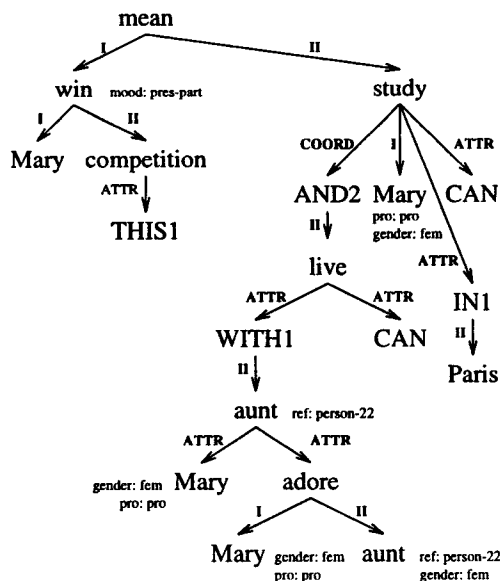 mean
I II
win mood: pres-part study
I II COORD I ATTR
Mary competition AND2 Mary CAN
ATTR pro: pro
gender: fem
THIS1 II ATTR
live IN1
ATTR ATTR II
WITH1 CAN Paris
II
aunt ref: person-22
ATTR ATTR
gender: fem Mary adore
pro: pro
I II
Mary gender: fem aunt ref: person-22
pro: pro gender: fem